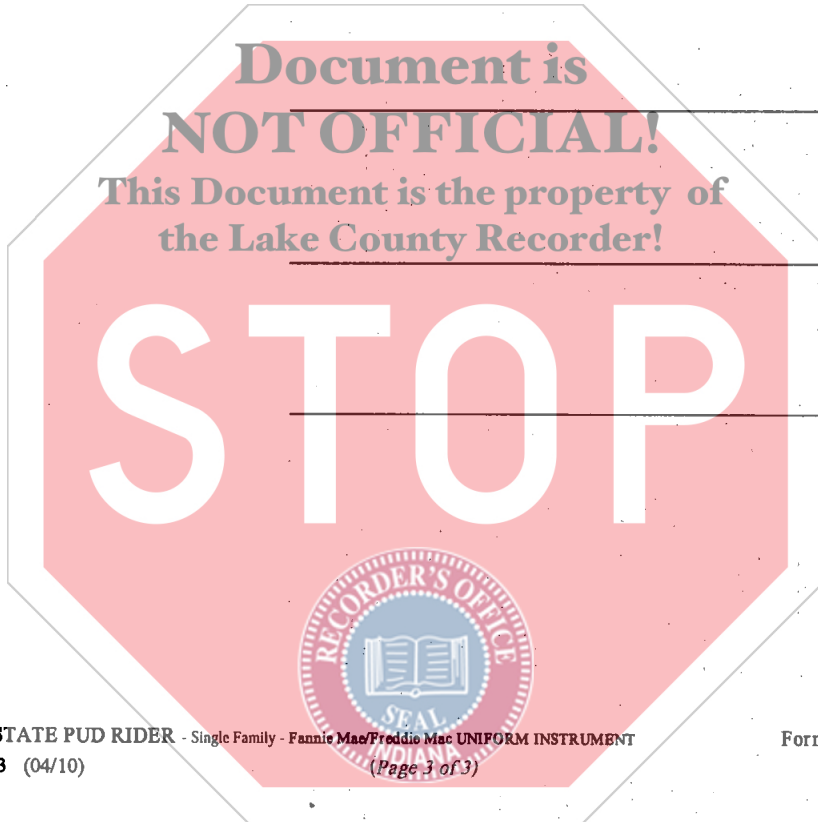 Document is
NOT OFFICIAL!
This Document is the property of
the Lake County Recorder!
STOP
RECORDER'S OFFICE
SEAL
INDIANA
STATE PUD RIDER - Single Family - Fannie Mae/Freddie Mac UNIFORM INSTRUMENT
3 (04/10)
(Page 3 of 3)